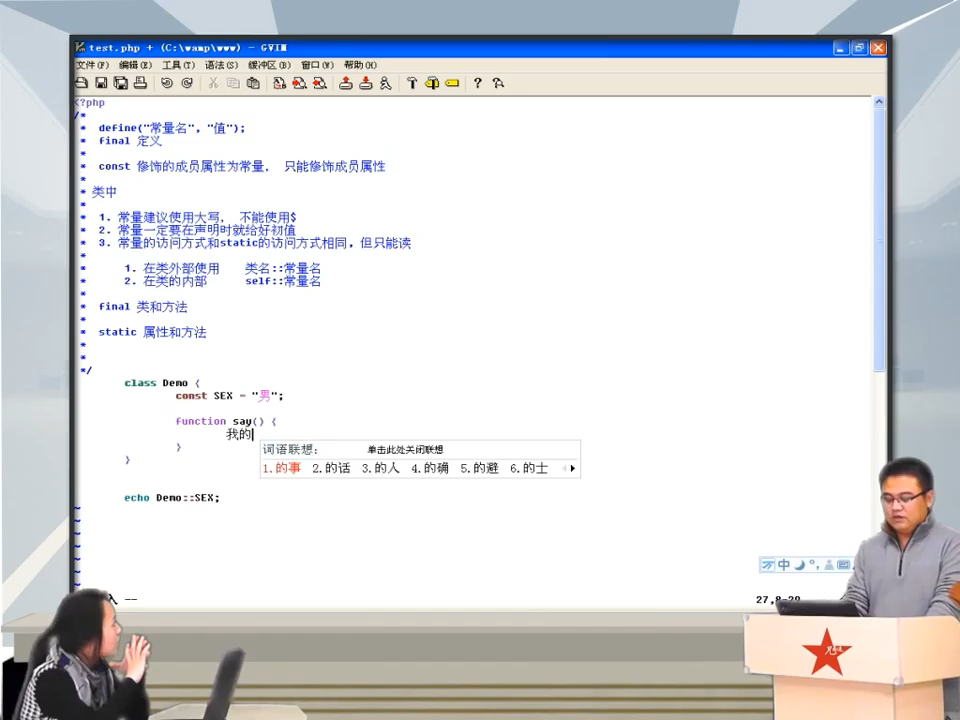 test.php + (C:\wamp\www) - GVIM
文件(F) 编辑(E) 工具(T) 语法(S) 缓冲区(B) 窗口(W) 帮助(H)
<?php
/*
* define("常量名", "值");
* final 定义
*
* const 修饰的成员属性为常量， 只能修饰成员属性
*
* 类中
*
* 1. 常量建议使用大写， 不能使用$
* 2. 常量一定要在声明时就给好初值
* 3. 常量的访问方式和static的访问方式相同，但只能读
*
* 1. 在类外部使用 类名::常量名
* 2. 在类的内部 self::常量名
*
* final 类和方法
*
* static 属性和方法
*
*
*/
class Demo {
const SEX = "男";
function say() {
我的
词语联想： 单击此处关闭联想
1.的事 2.的话 3.的人 4.的确 5.的避 6.的士
}
}
echo Demo::SEX;
~
~
~
~
~
~
~
中
入 --